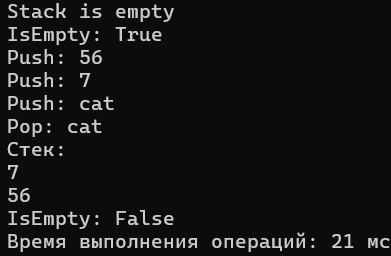 Stack is empty
IsEmpty: True
Push: 56
Push: 7
Push: cat
Pop: cat
Стек:
7
56
IsEmpty: False
Время выполнения операций: 21 мс